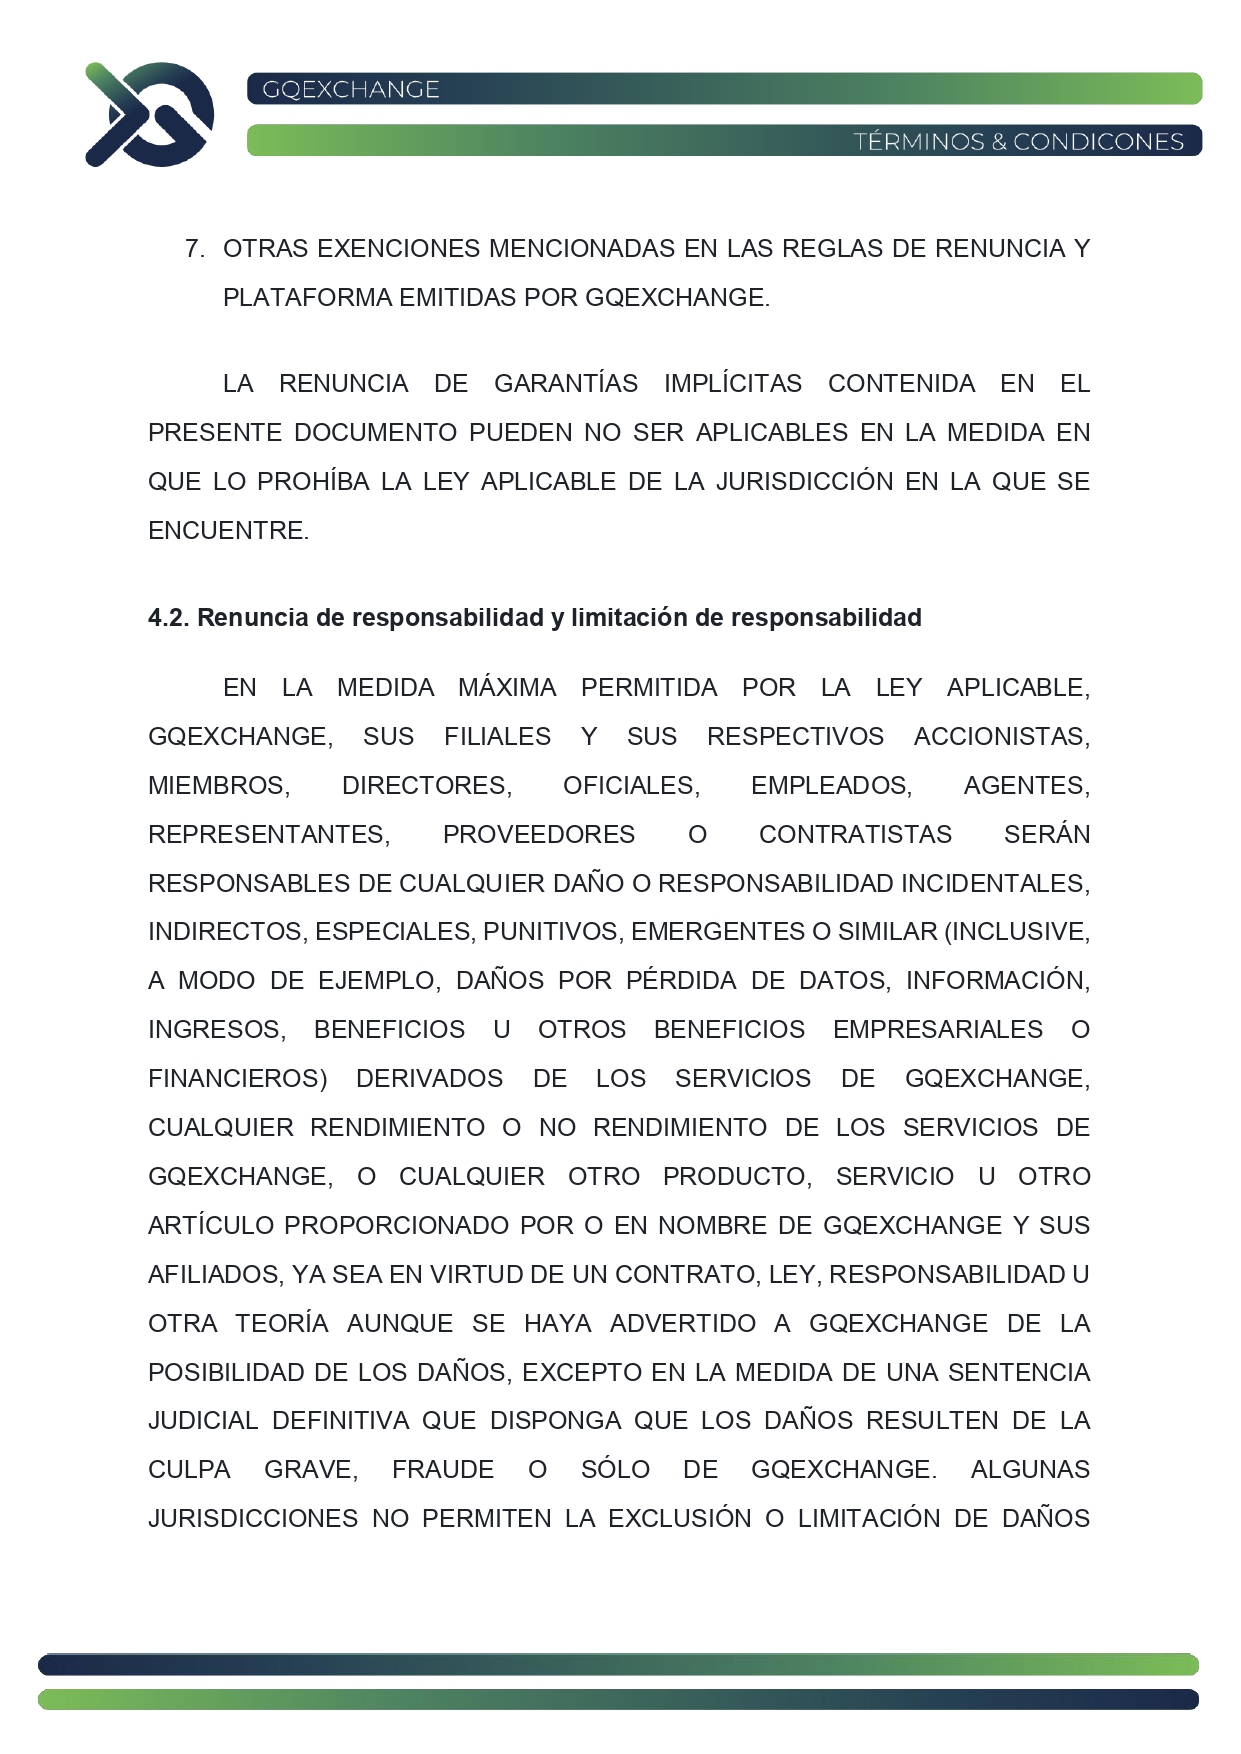 GQEXCHANGE
TÉRMINOS & CONDICONES
7. OTRAS EXENCIONES MENCIONADAS EN LAS REGLAS DE RENUNCIA Y
PLATAFORMA EMITIDAS POR GQEXCHANGE.
LA RENUNCIA DE GARANTÍAS IMPLÍCITAS CONTENIDA EN EL
PRESENTE DOCUMENTO PUEDEN NO SER APLICABLES EN LA MEDIDA EN
QUE LO PROHÍBA LA LEY APLICABLE DE LA JURISDICCIÓN EN LA QUE SE
ENCUENTRE.
4.2. Renuncia de responsabilidad y limitación de responsabilidad
EN LA MEDIDA MÁXIMA PERMITIDA POR LA LEY APLICABLE,
GQEXCHANGE, SUS FILIALES Y SUS RESPECTIVOS ACCIONISTAS,
MIEMBROS, DIRECTORES, OFICIALES, EMPLEADOS, AGENTES,
REPRESENTANTES, PROVEEDORES O CONTRATISTAS SERÁN
RESPONSABLES DE CUALQUIER DAÑO O RESPONSABILIDAD INCIDENTALES,
INDIRECTOS, ESPECIALES, PUNITIVOS, EMERGENTES O SIMILAR (INCLUSIVE,
A MODO DE EJEMPLO, DAÑOS POR PÉRDIDA DE DATOS, INFORMACIÓN,
INGRESOS, BENEFICIOS U OTROS BENEFICIOS EMPRESARIALES O
FINANCIEROS) DERIVADOS DE LOS SERVICIOS DE GQEXCHANGE,
CUALQUIER RENDIMIENTO O NO RENDIMIENTO DE LOS SERVICIOS DE
GQEXCHANGE, O CUALQUIER OTRO PRODUCTO, SERVICIO U OTRO
ARTÍCULO PROPORCIONADO POR O EN NOMBRE DE GQEXCHANGE Y SUS
AFILIADOS, YA SEA EN VIRTUD DE UN CONTRATO, LEY, RESPONSABILIDAD U
OTRA TEORÍA AUNQUE SE HAYA ADVERTIDO A GQEXCHANGE DE LA
POSIBILIDAD DE LOS DAÑOS, EXCEPTO EN LA MEDIDA DE UNA SENTENCIA
JUDICIAL DEFINITIVA QUE DISPONGA QUE LOS DAÑOS RESULTEN DE LA
CULPA GRAVE, FRAUDE O SÓLO DE GQEXCHANGE. ALGUNAS
JURISDICCIONES NO PERMITEN LA EXCLUSIÓN O LIMITACIÓN DE DAÑOS